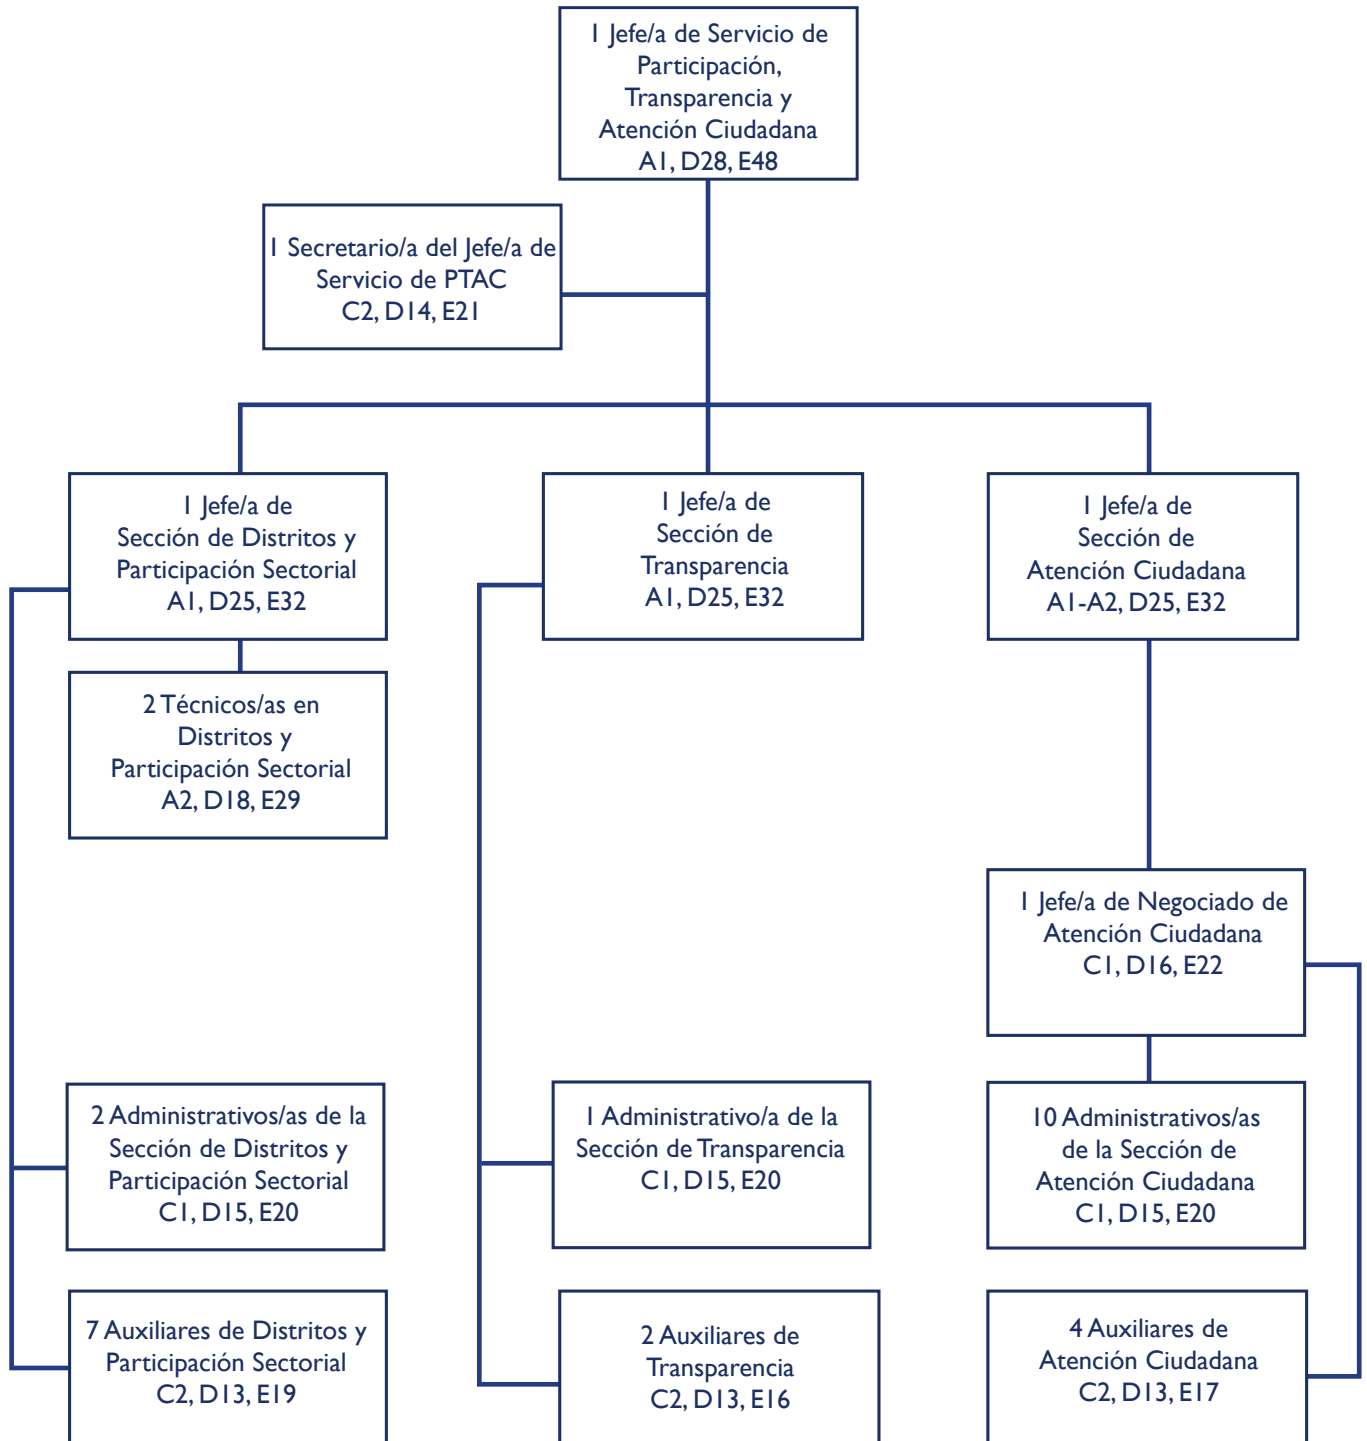 1 Jefe/a de Servicio de
Participación,
Transparencia y
Atención Ciudadana
A1, D28, E48
1 Secretario/a del Jefe/a de
Servicio de PTAC
C2, D14, E21
1 Jefe/a de
Sección de Distritos y
Participación Sectorial
A1, D25, E32
1 Jefe/a de
Sección de
Transparencia
A1, D25, E32
1 Jefe/a de
Sección de
Atención Ciudadana
A1-A2, D25, E32
2 Técnicos/as en
Distritos y
Participación Sectorial
A2, D18, E29
1 Jefe/a de Negociado de
Atención Ciudadana
C1, D16, E22
2 Administrativos/as de la
Sección de Distritos y
Participación Sectorial
C1, D15, E20
1 Administrativo/a de la
Sección de Transparencia
C1, D15, E20
10 Administrativos/as
de la Sección de
Atención Ciudadana
C1, D15, E20
7 Auxiliares de Distritos y
Participación Sectorial
C2, D13, E19
2 Auxiliares de
Transparencia
C2, D13, E16
4 Auxiliares de
Atención Ciudadana
C2, D13, E17